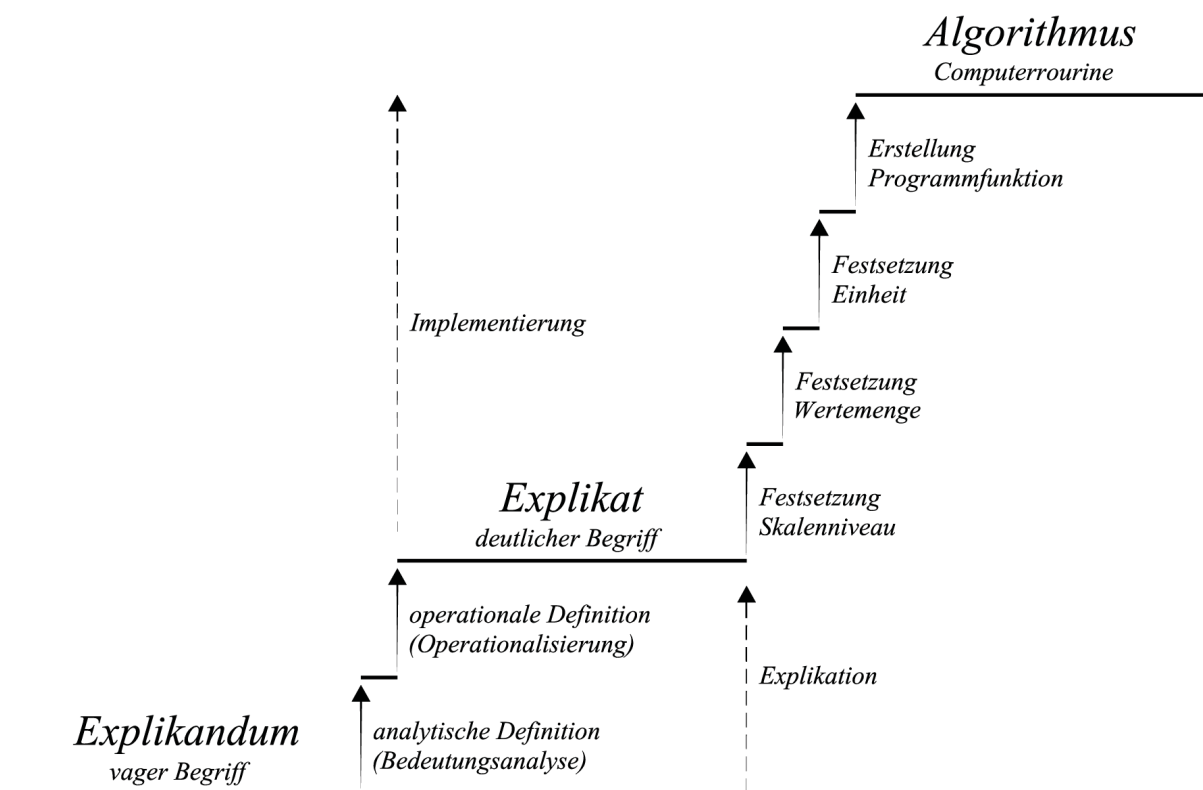 Algorithmus
Computerrourine
Erstellung
Programmfunktion
Festsetzung
Einheit
Implementierung
Festsetzung
Wertemenge
Explikat
deutlicher Begriff
Festsetzung
Skalenniveau
operationale Definition
(Operationalisierung)
Explikation
Explikandum
vager Begriff
analytische Definition
(Bedeutungsanalyse)